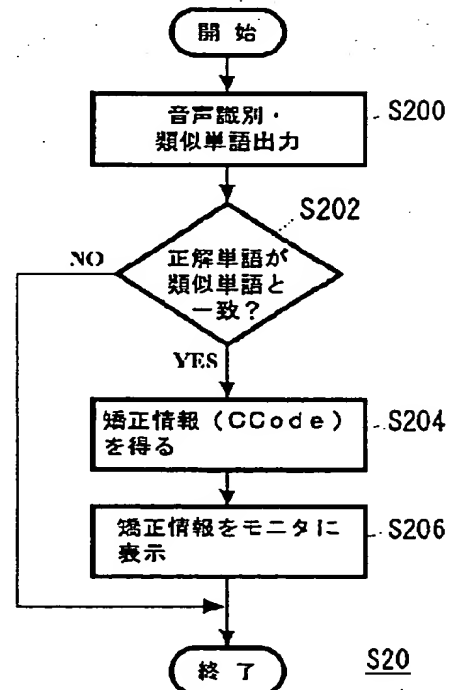 開 始
音声識別・
類似単語出力
S200
S202
正解単語が
類似単語と
一致?
NO
YES
矯正情報(CCode)
を得る
S204
矯正情報をモニタに
表示
S206
終 了
S20